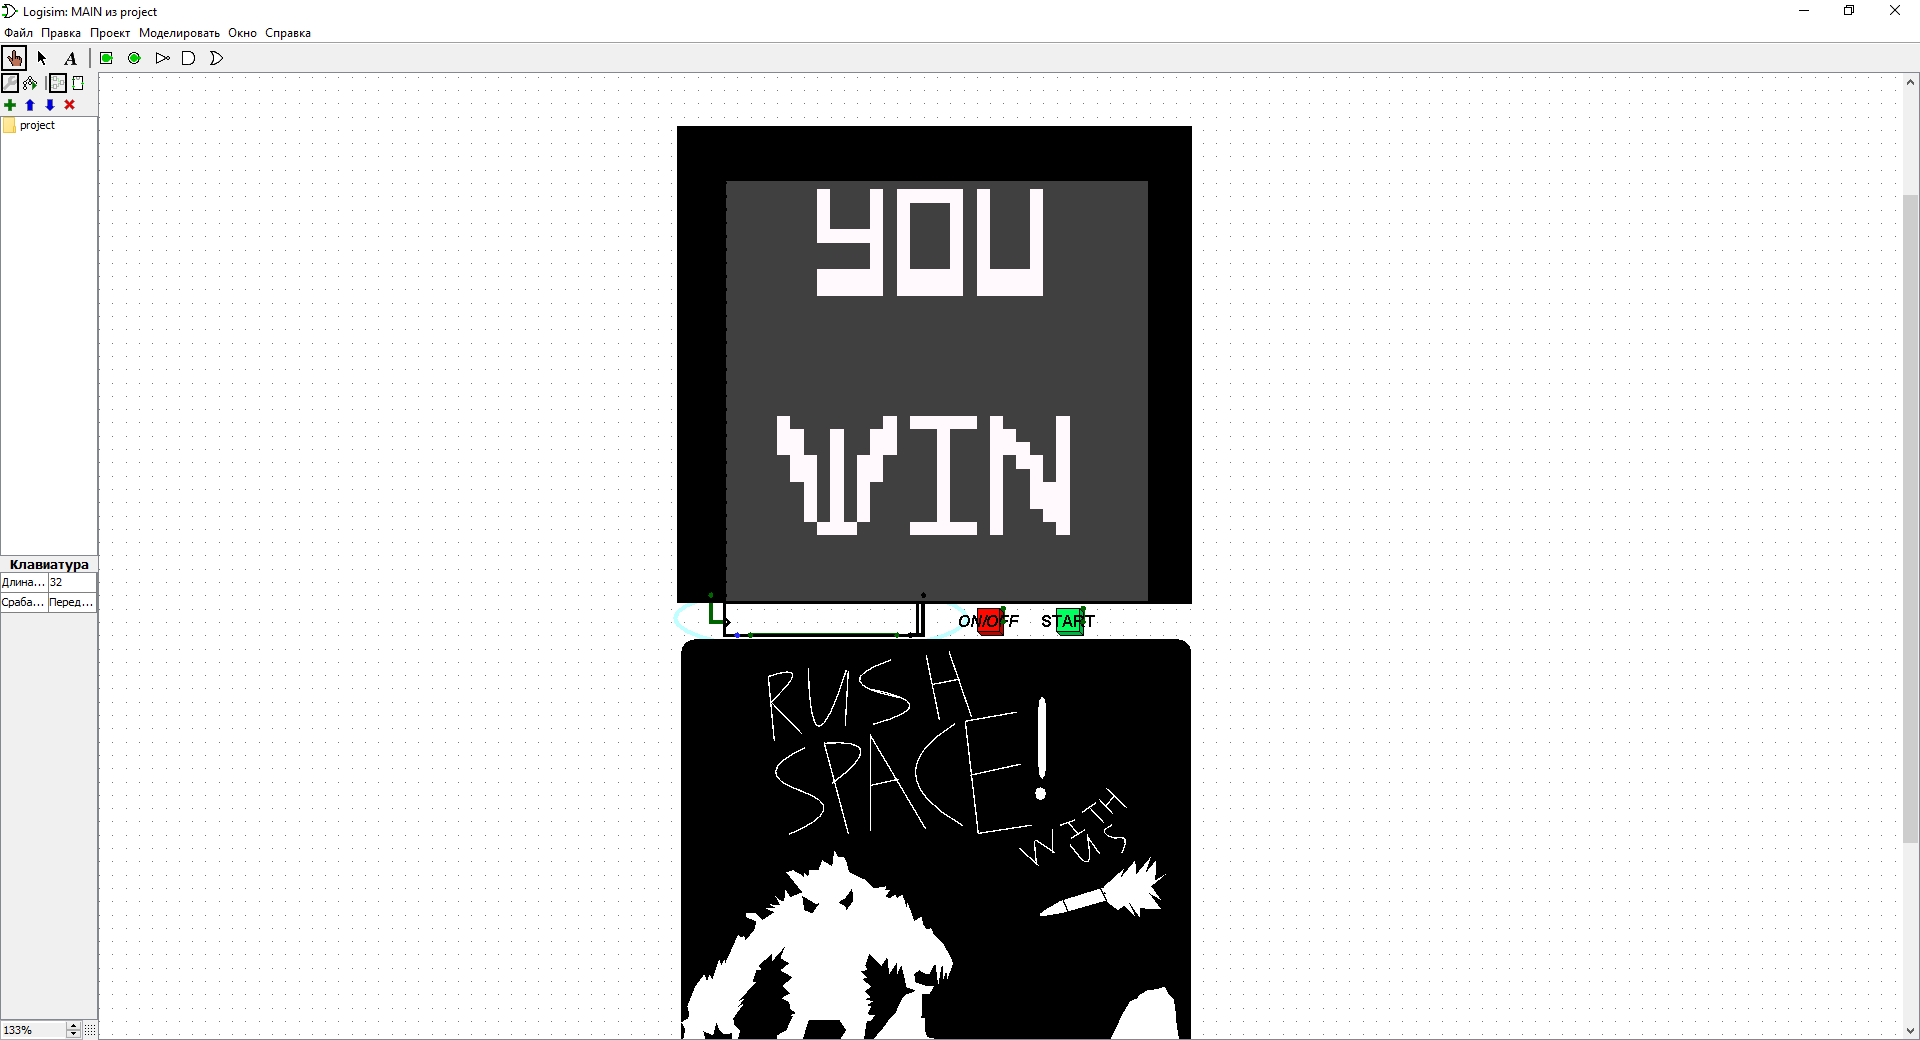 Logisim: MAIN из project
Файл Правка Проект Моделировать Окно Справка
A
project
Клавиатура
Длина... 32
Сраба... Перед...
133%
YOU
WIN
ON/OFF START
RUSH
SPACE!
WITH
US